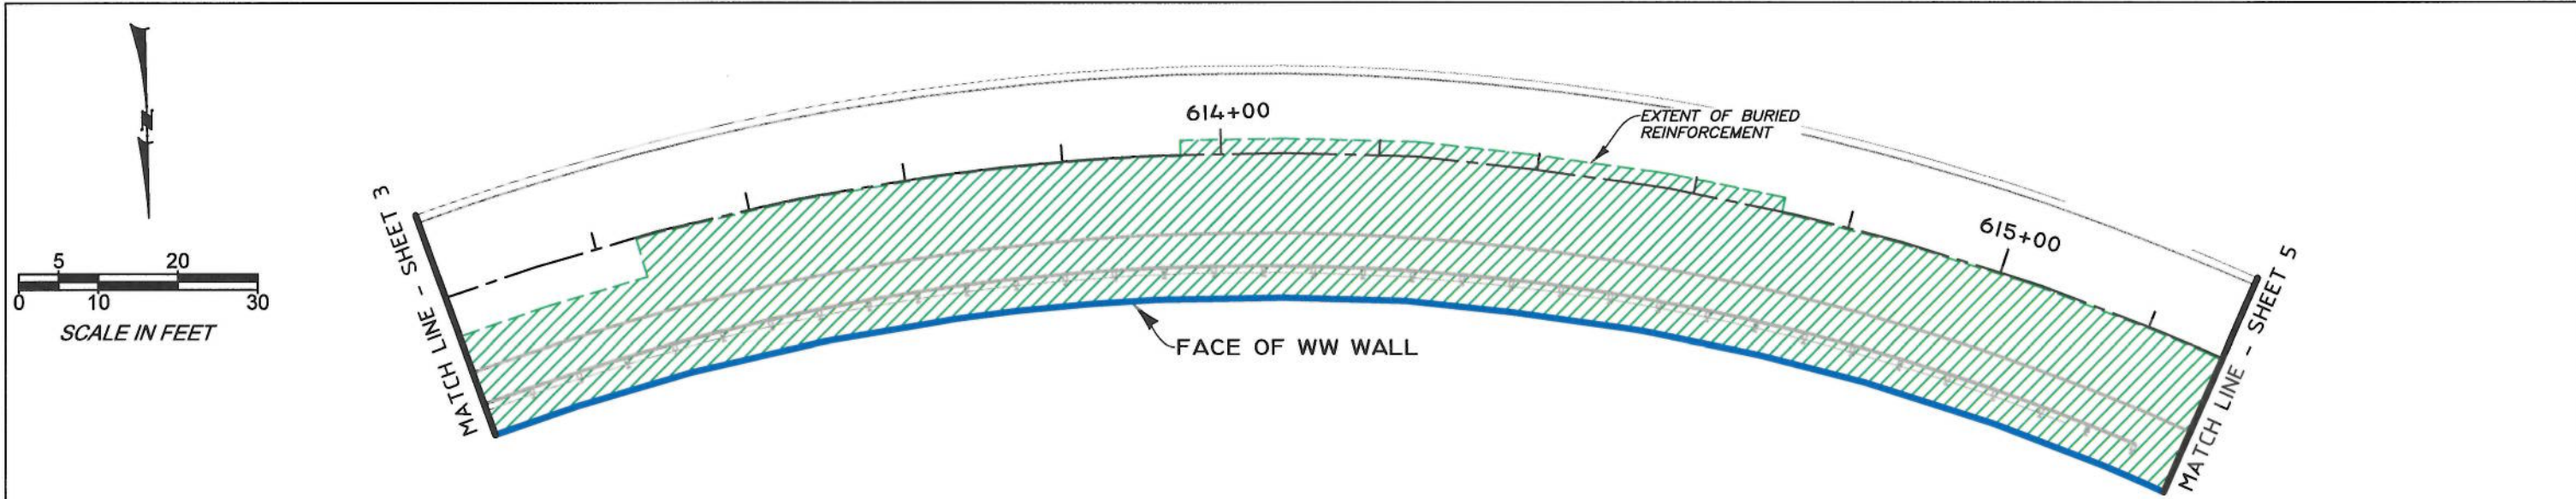 N
614+00
EXTENT OF BURIED
REINFORCEMENT
615+00
MATCH LINE - SHEET 3
5 20
0 10 30
SCALE IN FEET
FACE OF WW WALL
MATCH LINE - SHEET 5